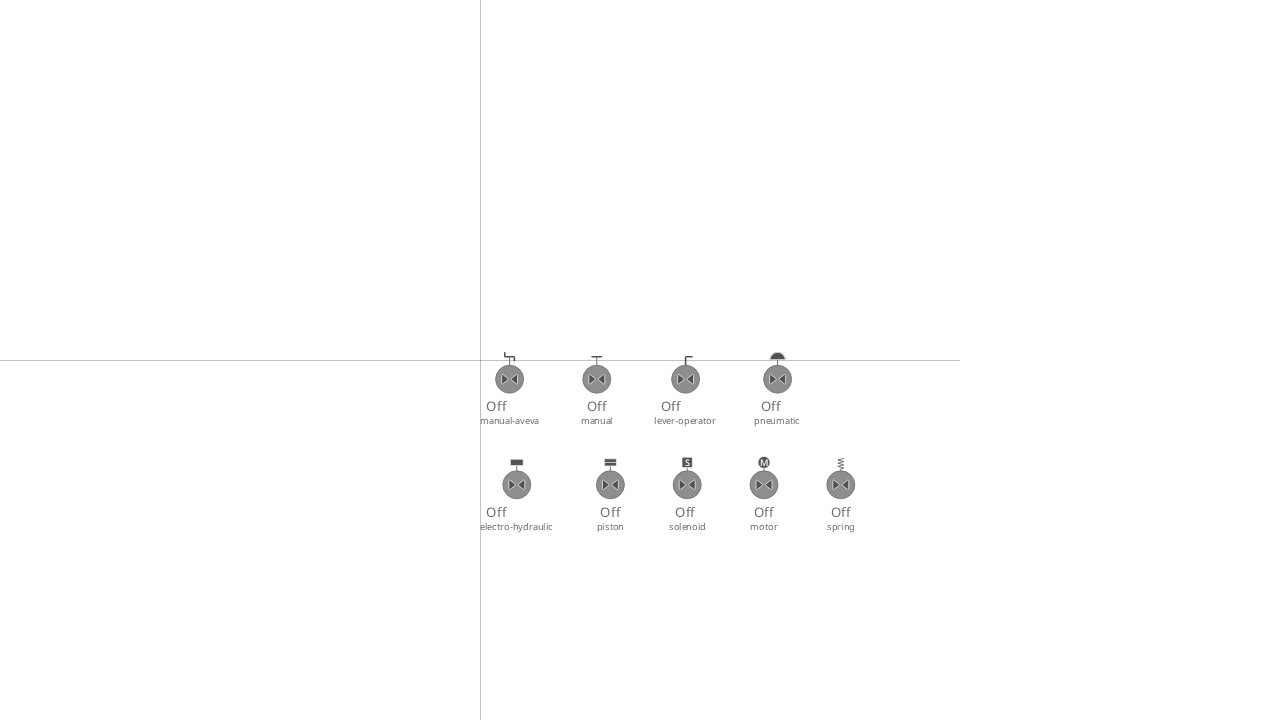 Off Off Off Off
manual-aveva manual lever-operator pneumatic
S M
Off Off Off Off Off
electro-hydraulic piston solenoid motor spring